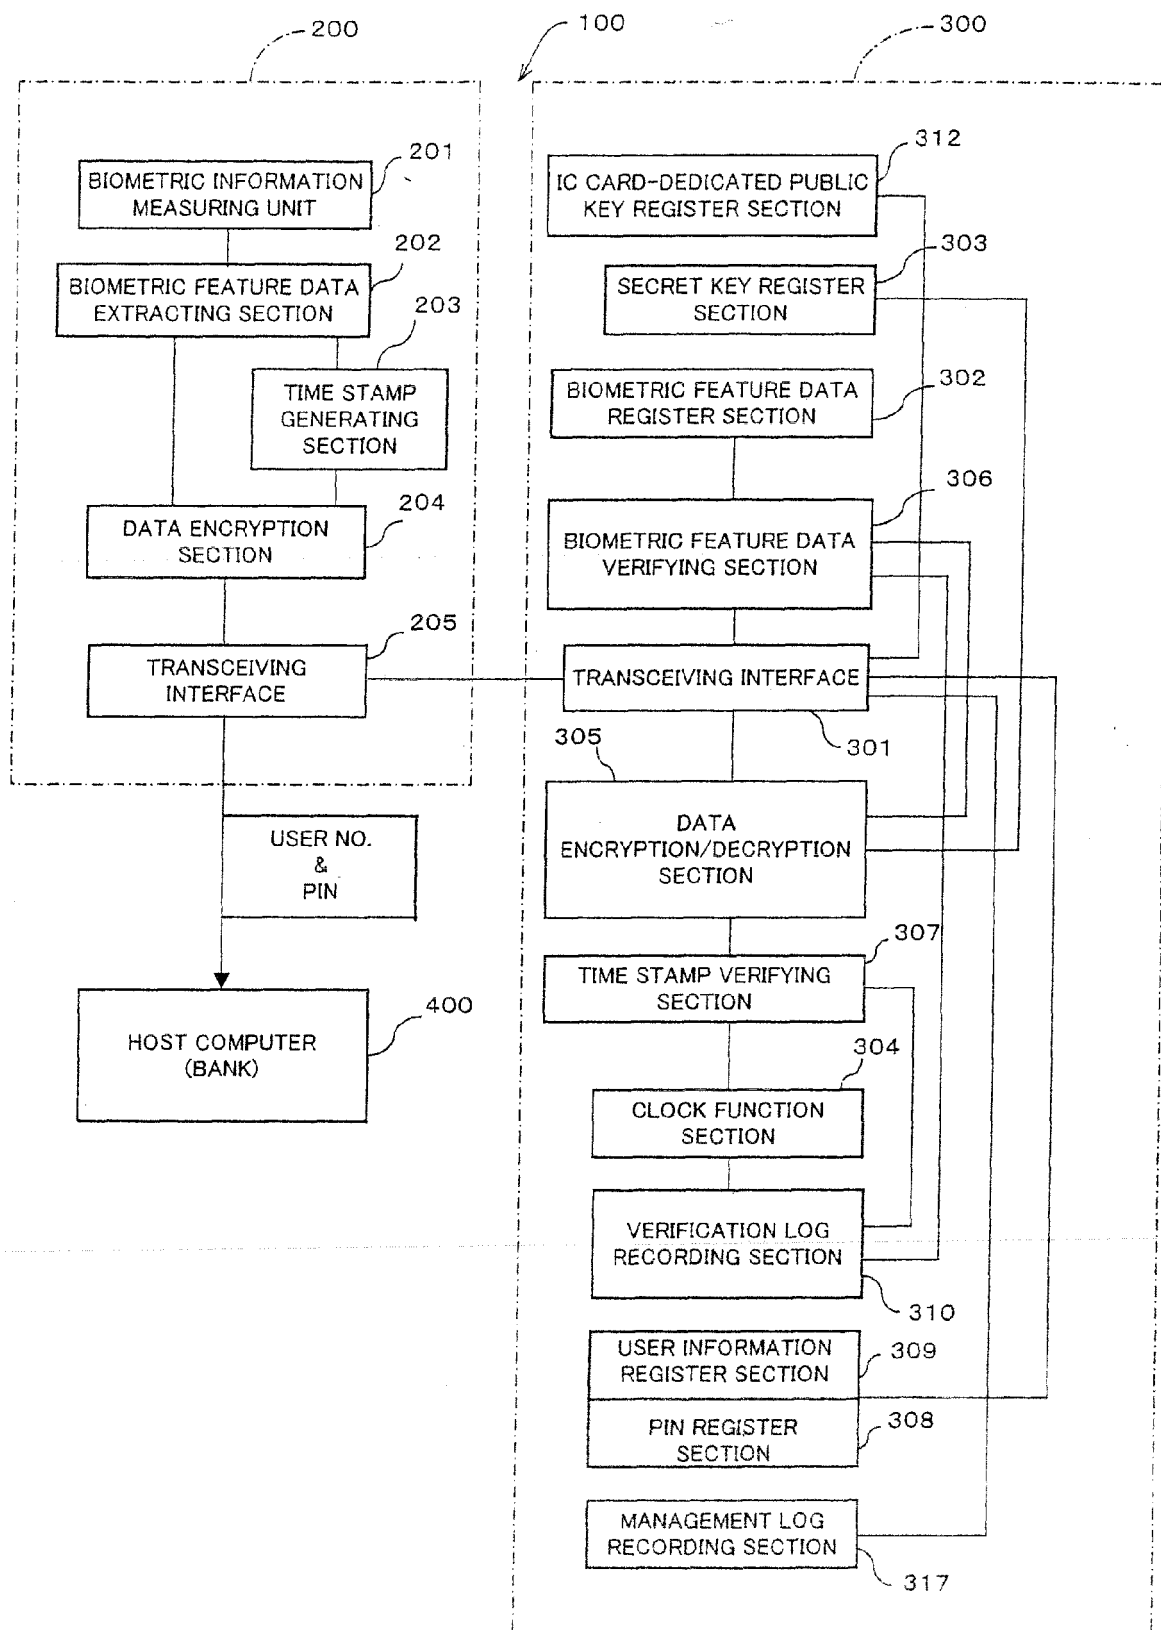 200
100
300
201
BIOMETRIC INFORMATION
MEASURING UNIT
202
BIOMETRIC FEATURE DATA
EXTRACTING SECTION
203
TIME STAMP
GENERATING
SECTION
204
DATA ENCRYPTION
SECTION
205
TRANSCEIVING
INTERFACE
USER NO.
&
PIN
400
HOST COMPUTER
(BANK)
312
IC CARD-DEDICATED PUBLIC
KEY REGISTER SECTION
303
SECRET KEY REGISTER
SECTION
302
BIOMETRIC FEATURE DATA
REGISTER SECTION
306
BIOMETRIC FEATURE DATA
VERIFYING SECTION
TRANSCEIVING INTERFACE
301
305
DATA
ENCRYPTION/DECRYPTION
SECTION
307
TIME STAMP VERIFYING
SECTION
304
CLOCK FUNCTION
SECTION
VERIFICATION LOG
RECORDING SECTION
310
USER INFORMATION
REGISTER SECTION
309
PIN REGISTER
SECTION
308
MANAGEMENT LOG
RECORDING SECTION
317